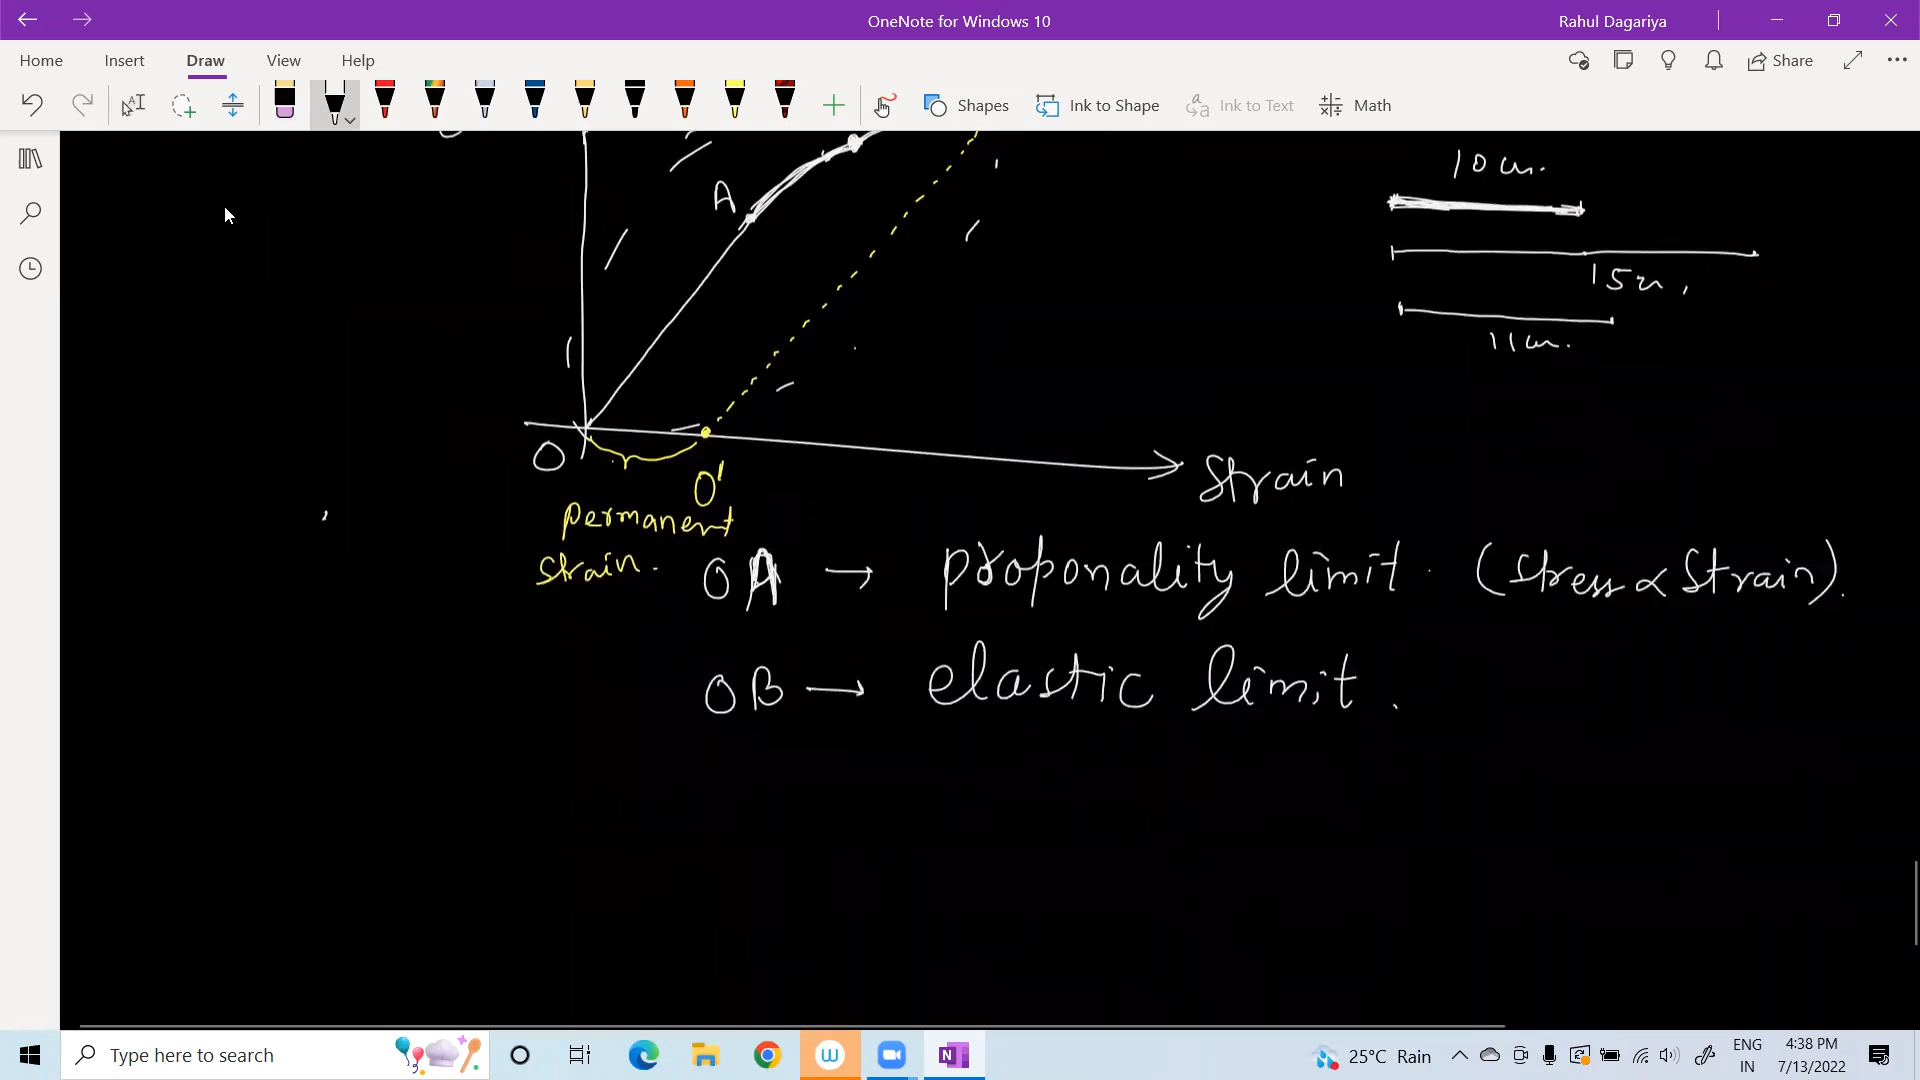 OneNote for Windows 10
Rahul Dagariya
Home Insert Draw View Help
Share
Shapes Ink to Shape Ink to Text Math
10 cm.
A
15 cm.
11 cm.
O
O'
Strain
permanent
strain.
OA → proponality limit. (Stress ∝ Strain).
OB → elastic limit.
Type here to search
25°C Rain
ENG
IN
4:38 PM
7/13/2022